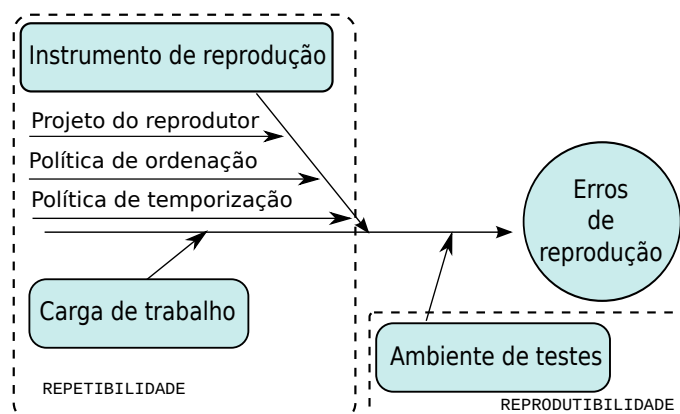 Instrumento de reprodução
Projeto do reprodutor
Política de ordenação
Política de temporização
Erros
de
reprodução
Carga de trabalho
Ambiente de testes
REPETIBILIDADE
REPRODUTIBILIDADE